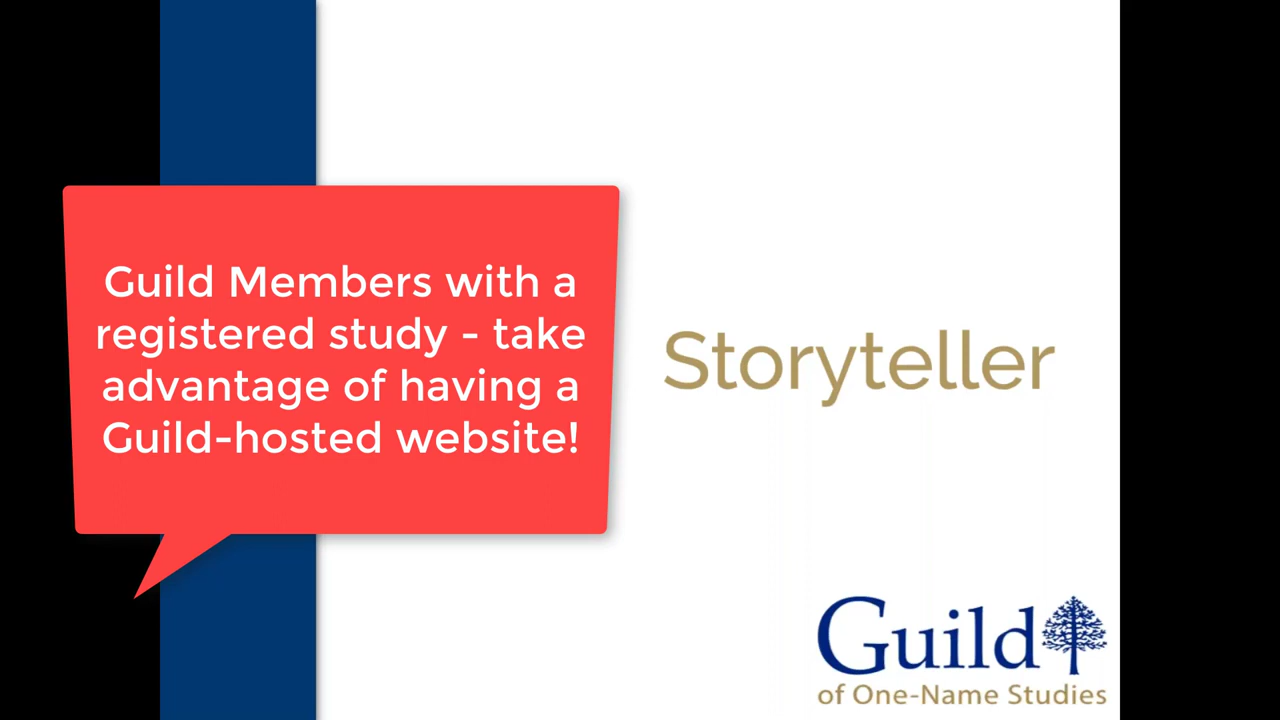 Guild Members with a
registered study - take
advantage of having a
Guild-hosted website!
Storyteller
Guild
of One-Name Studies